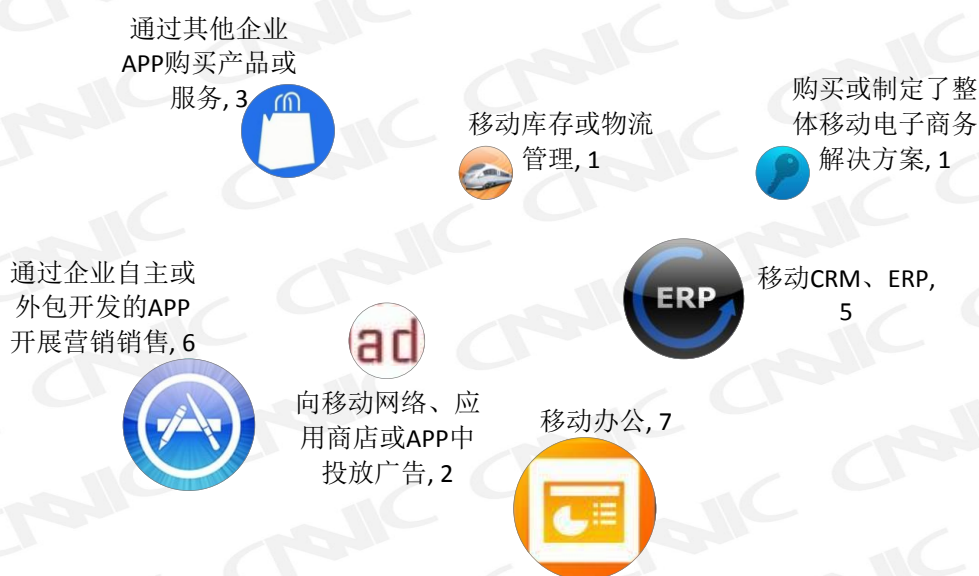 通过其他企业
APP购买产品或
服务, 3
移动库存或物流
管理, 1
购买或制定了整
体移动电子商务
解决方案, 1
通过企业自主或
外包开发的APP
开展营销销售, 6
ad
向移动网络、应
用商店或APP中
投放广告, 2
ERP
移动CRM、ERP,
5
移动办公, 7
CNNIC